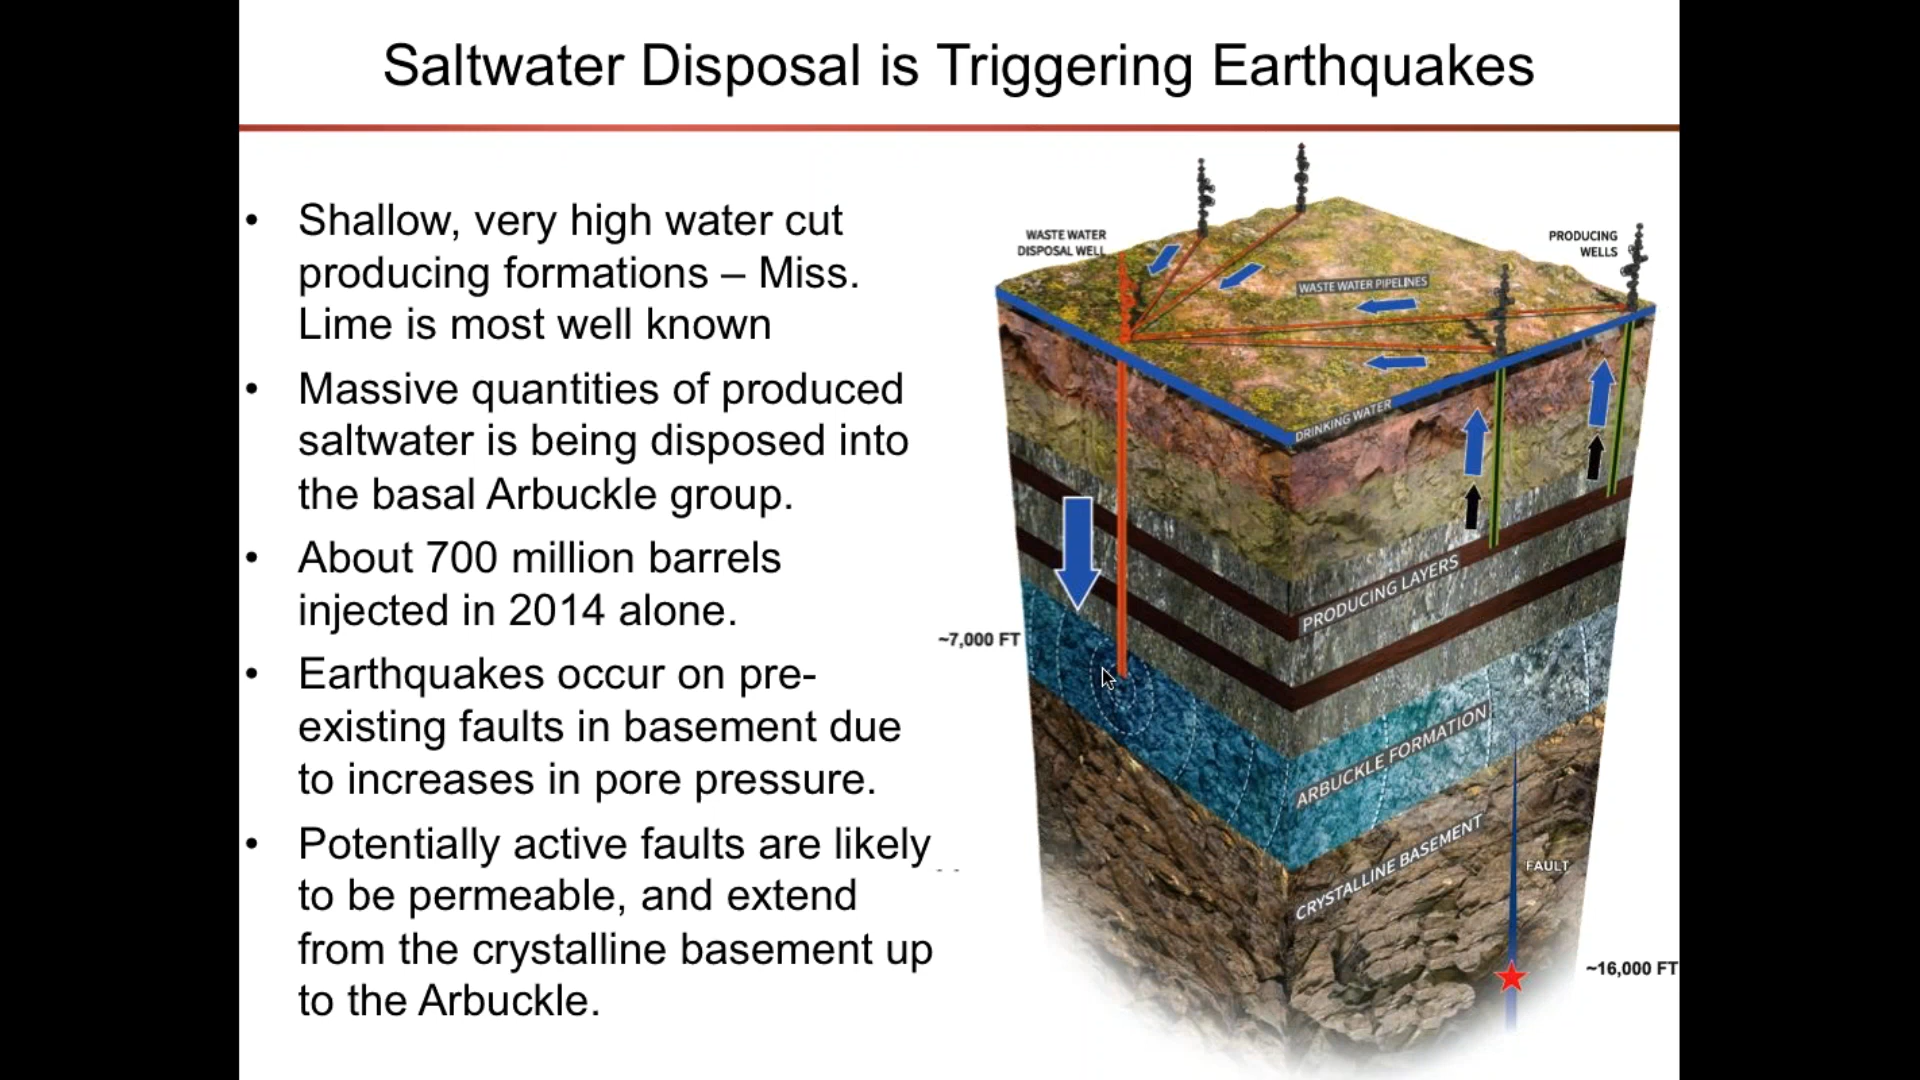 Saltwater Disposal is Triggering Earthquakes
• Shallow, very high water cut
producing formations – Miss.
Lime is most well known
• Massive quantities of produced
saltwater is being disposed into
the basal Arbuckle group.
• About 700 million barrels
injected in 2014 alone.
• Earthquakes occur on pre-
existing faults in basement due
to increases in pore pressure.
• Potentially active faults are likely
to be permeable, and extend
from the crystalline basement up
to the Arbuckle.
WASTE WATER
DISPOSAL WELL
PRODUCING
WELLS
WASTE WATER PIPELINES
DRINKING WATER
PRODUCING LAYERS
~7,000 FT
ARBUCKLE FORMATION
CRYSTALLINE BASEMENT
FAULT
~16,000 FT